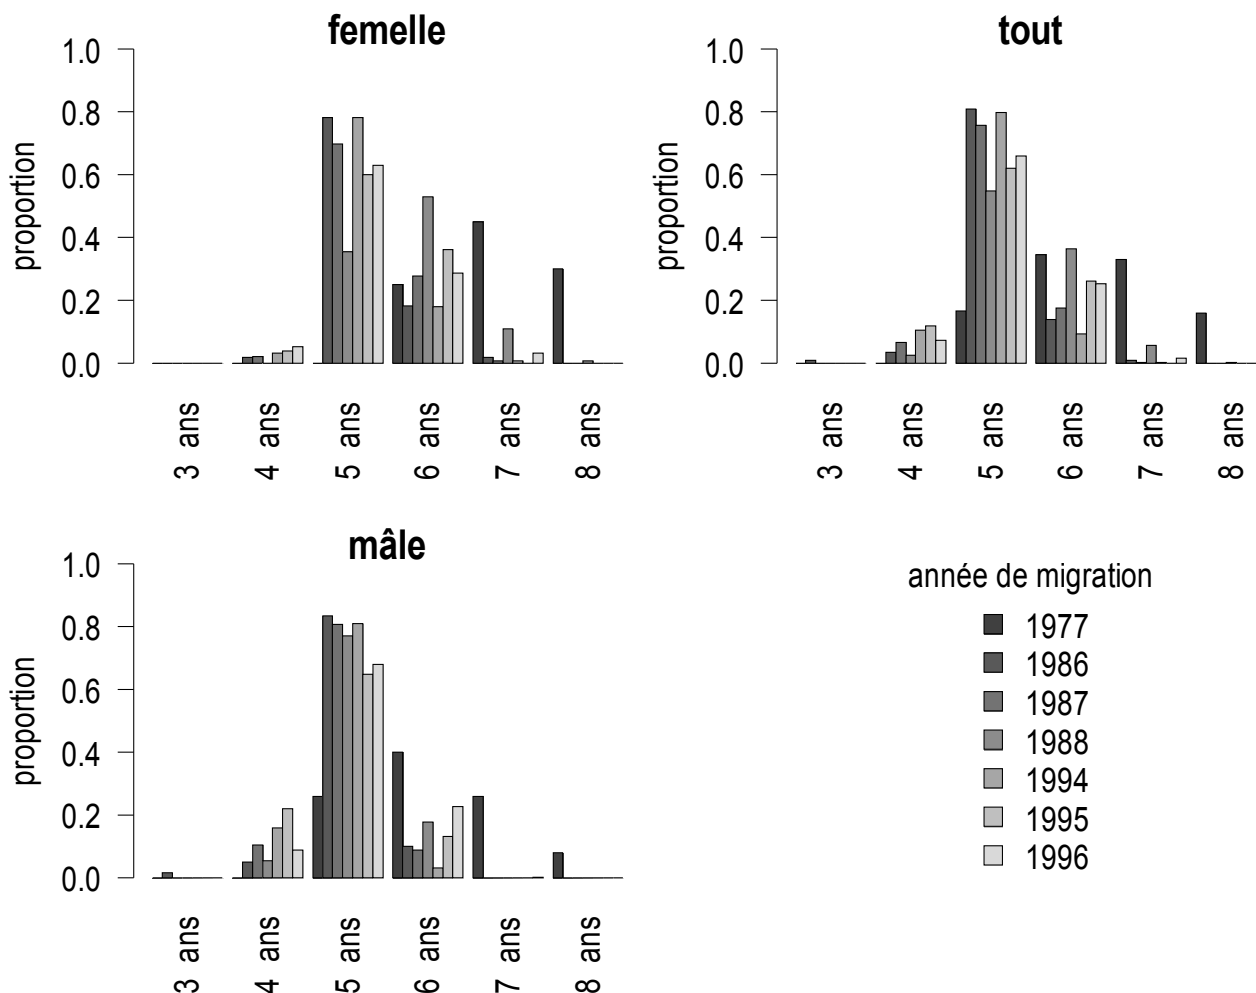 femelle
proportion
1.0
0.8
0.6
0.4
0.2
0.0
3 ans
4 ans
5 ans
6 ans
7 ans
8 ans
tout
proportion
1.0
0.8
0.6
0.4
0.2
0.0
3 ans
4 ans
5 ans
6 ans
7 ans
8 ans
mâle
proportion
1.0
0.8
0.6
0.4
0.2
0.0
3 ans
4 ans
5 ans
6 ans
7 ans
8 ans
année de migration
1977
1986
1987
1988
1994
1995
1996